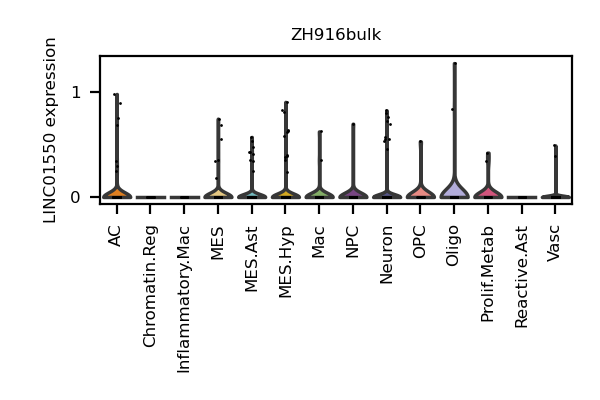 ZH916bulk
LINC01550 expression
1
0
AC
Chromatin.Reg
Inflammatory.Mac
MES
MES.Ast
MES.Hyp
Mac
NPC
Neuron
OPC
Oligo
Prolif.Metab
Reactive.Ast
Vasc